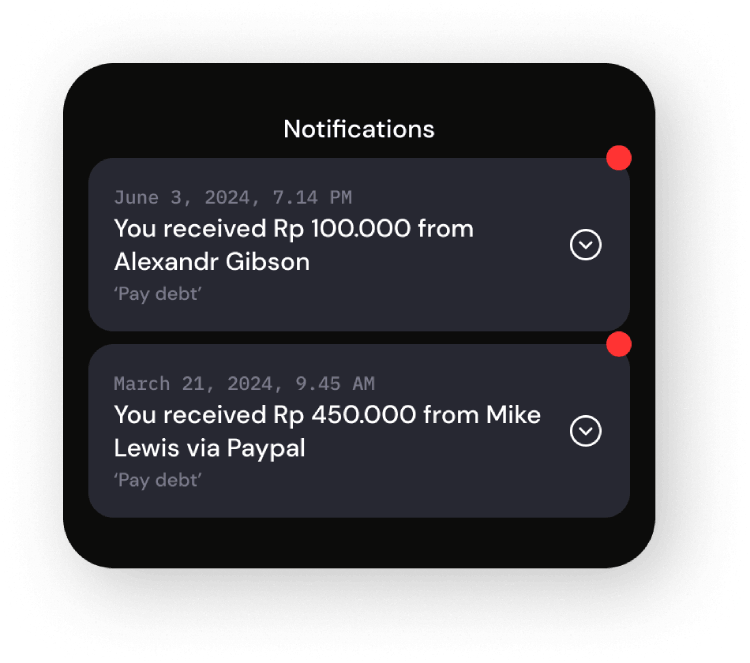 Notifications
June 3, 2024, 7.14 PM
You received Rp 100.000 from
Alexandr Gibson
‘Pay debt’
March 21, 2024, 9.45 AM
You received Rp 450.000 from Mike
Lewis via Paypal
‘Pay debt’